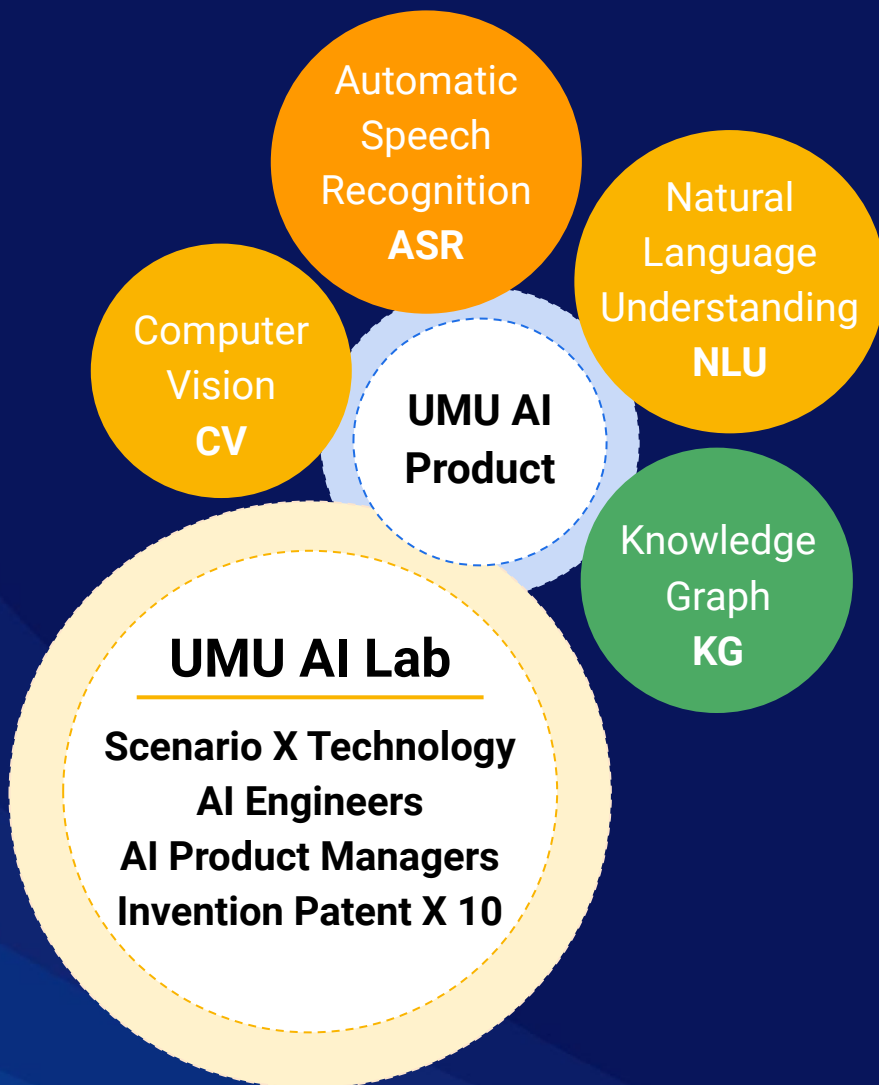 Automatic
Speech
Recognition
ASR
Natural
Language
Understanding
NLU
Computer
Vision
CV
UMU AI
Product
Knowledge
Graph
KG
UMU AI Lab
Scenario X Technology
AI Engineers
AI Product Managers
Invention Patent X 10